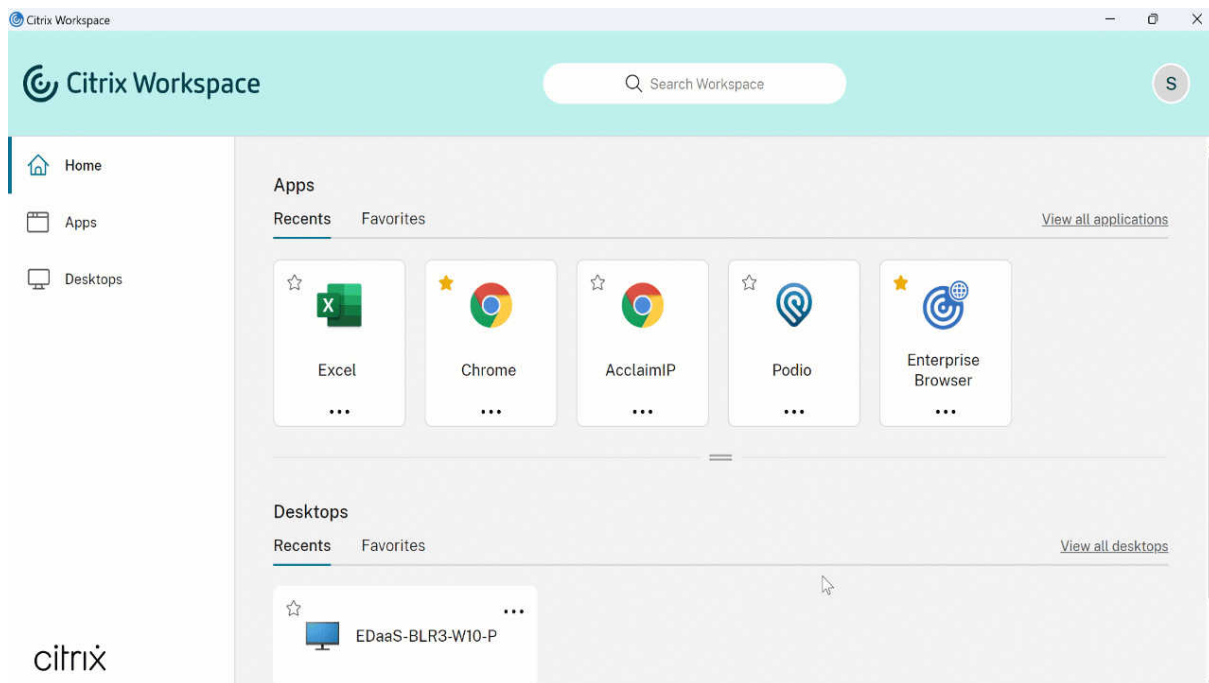 Citrix Workspace
Citrix Workspace
Search Workspace
S
Home
Apps
Desktops
Apps
Recents Favorites View all applications
X
Excel Chrome AcclaimIP Podio Enterprise
Browser
Desktops
Recents Favorites View all desktops
EDaaS-BLR3-W10-P
citrix